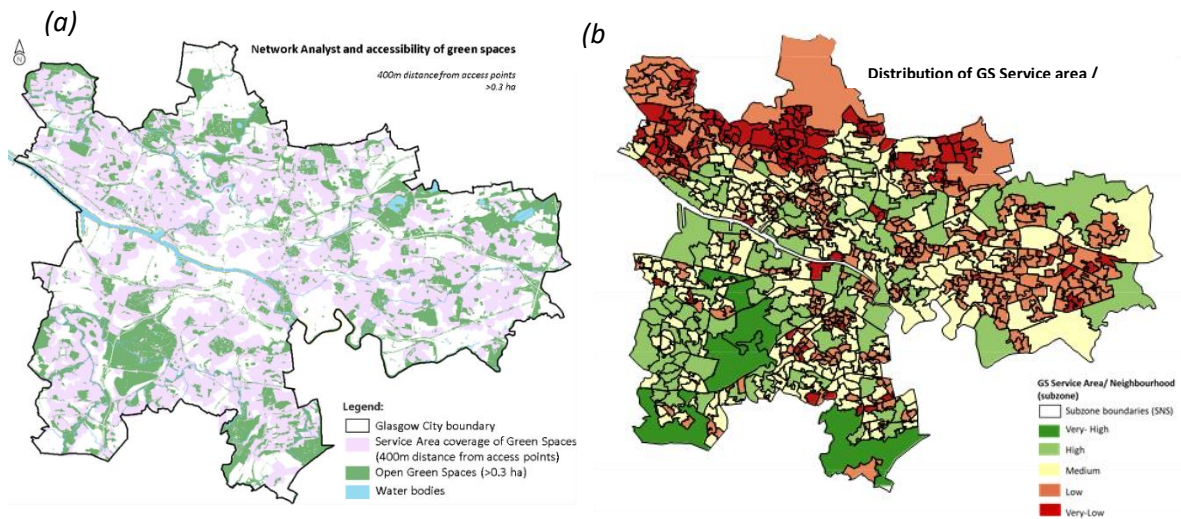 (a)
N
Network Analyst and accessibility of green spaces
400m distance from access points
>0.3 ha
Legend:
Glasgow City boundary
Service Area coverage of Green Spaces
(400m distance from access points)
Open Green Spaces (>0.3 ha)
Water bodies
(b)
Distribution of GS Service area /
GS Service Area/ Neighbourhood
(subzone)
Subzone boundaries (SNS)
Very- High
High
Medium
Low
Very-Low